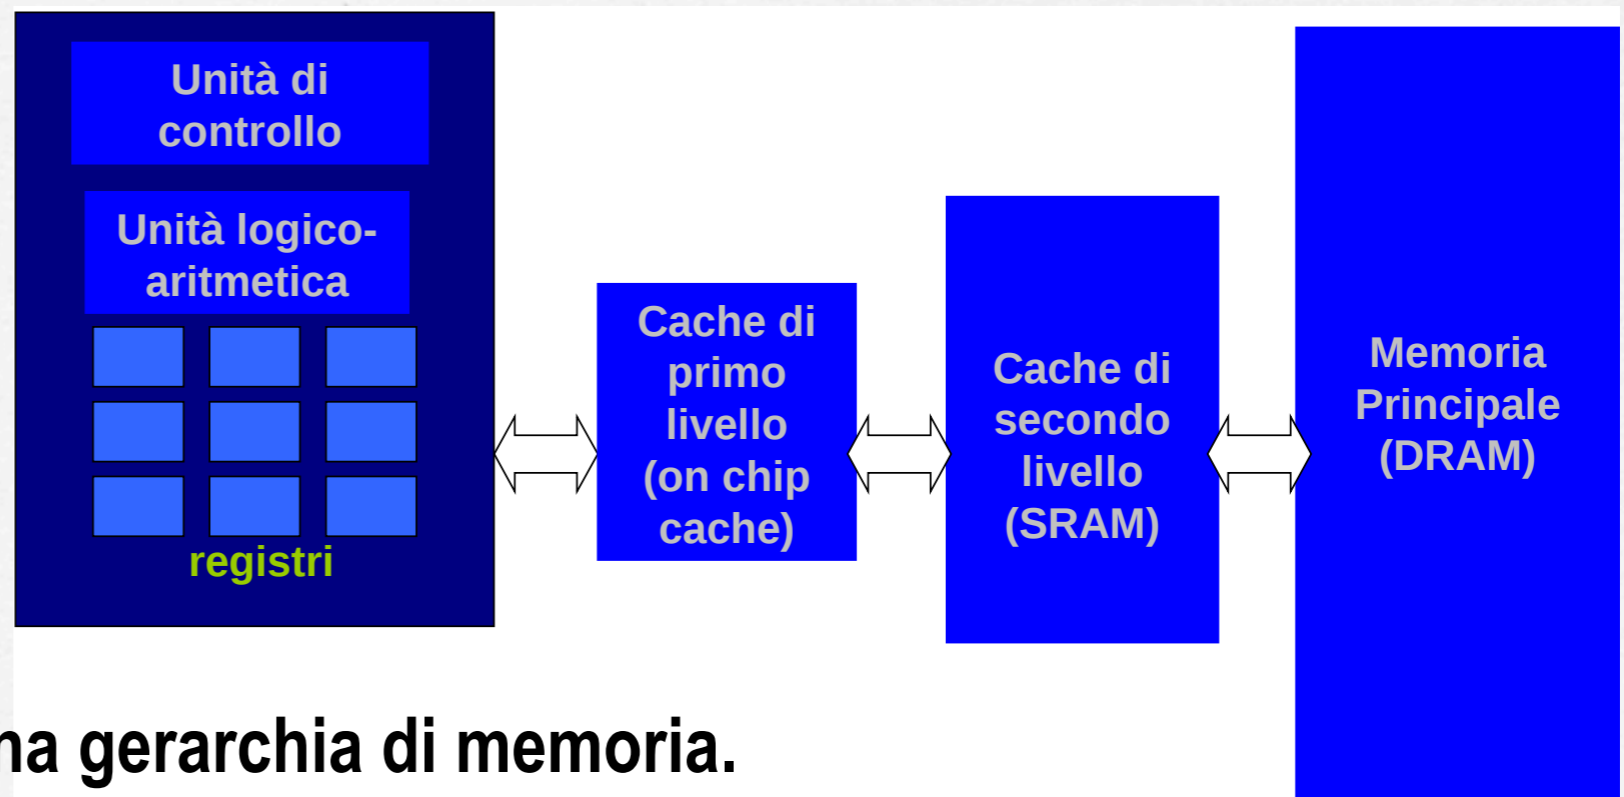 Unità di
controllo
Unità logico-
aritmetica
registri
Cache di
primo
livello
(on chip
cache)
Cache di
secondo
livello
(SRAM)
Memoria
Principale
(DRAM)
gerarchia di memoria.